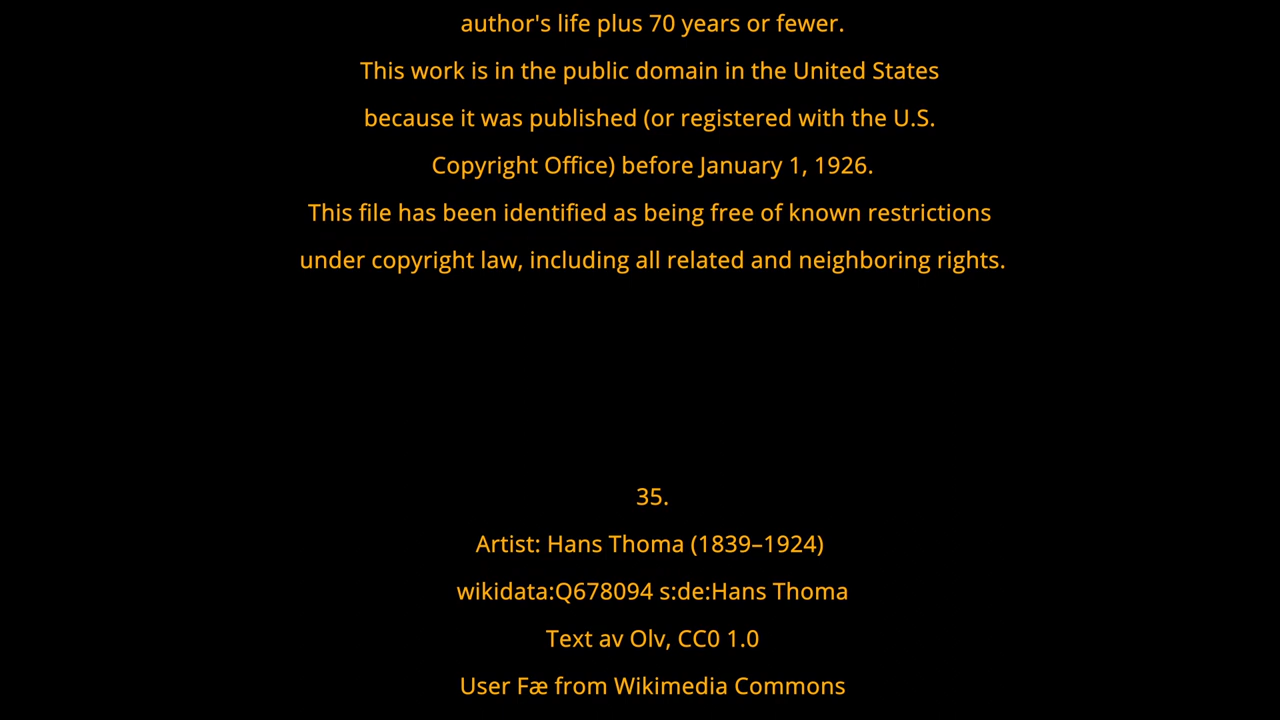 author's life plus 70 years or fewer.
This work is in the public domain in the United States
because it was published (or registered with the U.S.
Copyright Office) before January 1, 1926.
This file has been identified as being free of known restrictions
under copyright law, including all related and neighboring rights.
35.
Artist: Hans Thoma (1839–1924)
wikidata:Q678094 s:de:Hans Thoma
Text av Olv, CC0 1.0
User Fæ from Wikimedia Commons